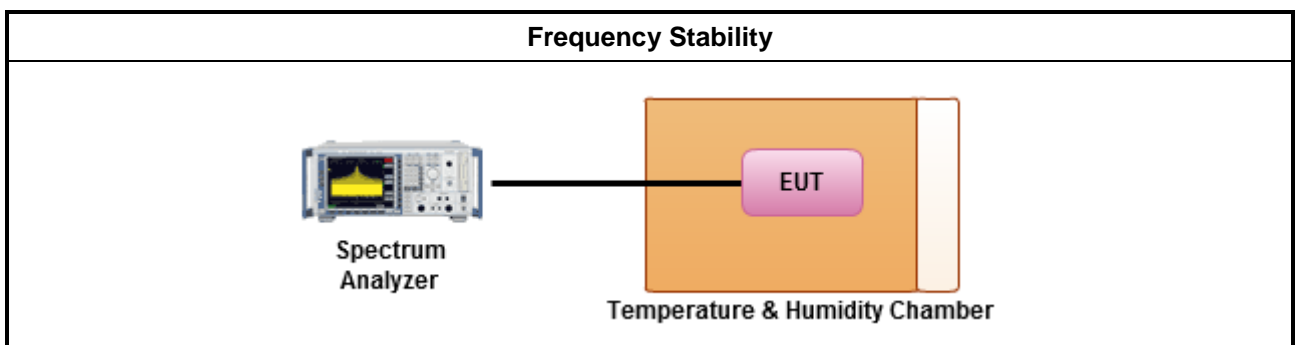 Frequency Stability
EUT
Spectrum
Analyzer
Temperature & Humidity Chamber